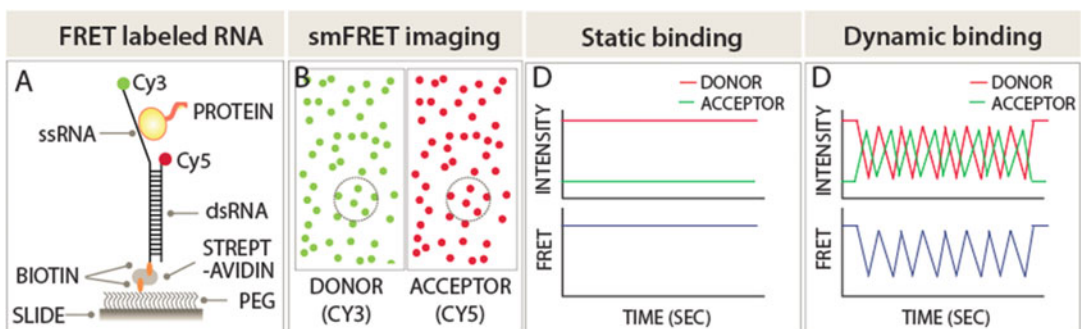 FRET labeled RNA
smFRET imaging
Static binding
Dynamic binding
A
Cy3
PROTEIN
ssRNA
Cy5
dsRNA
STREPT
-AVIDIN
BIOTIN
PEG
SLIDE
B
DONOR
(CY3)
ACCEPTOR
(CY5)
D
DONOR
ACCEPTOR
INTENSITY
FRET
TIME (SEC)
D
DONOR
ACCEPTOR
INTENSITY
FRET
TIME (SEC)